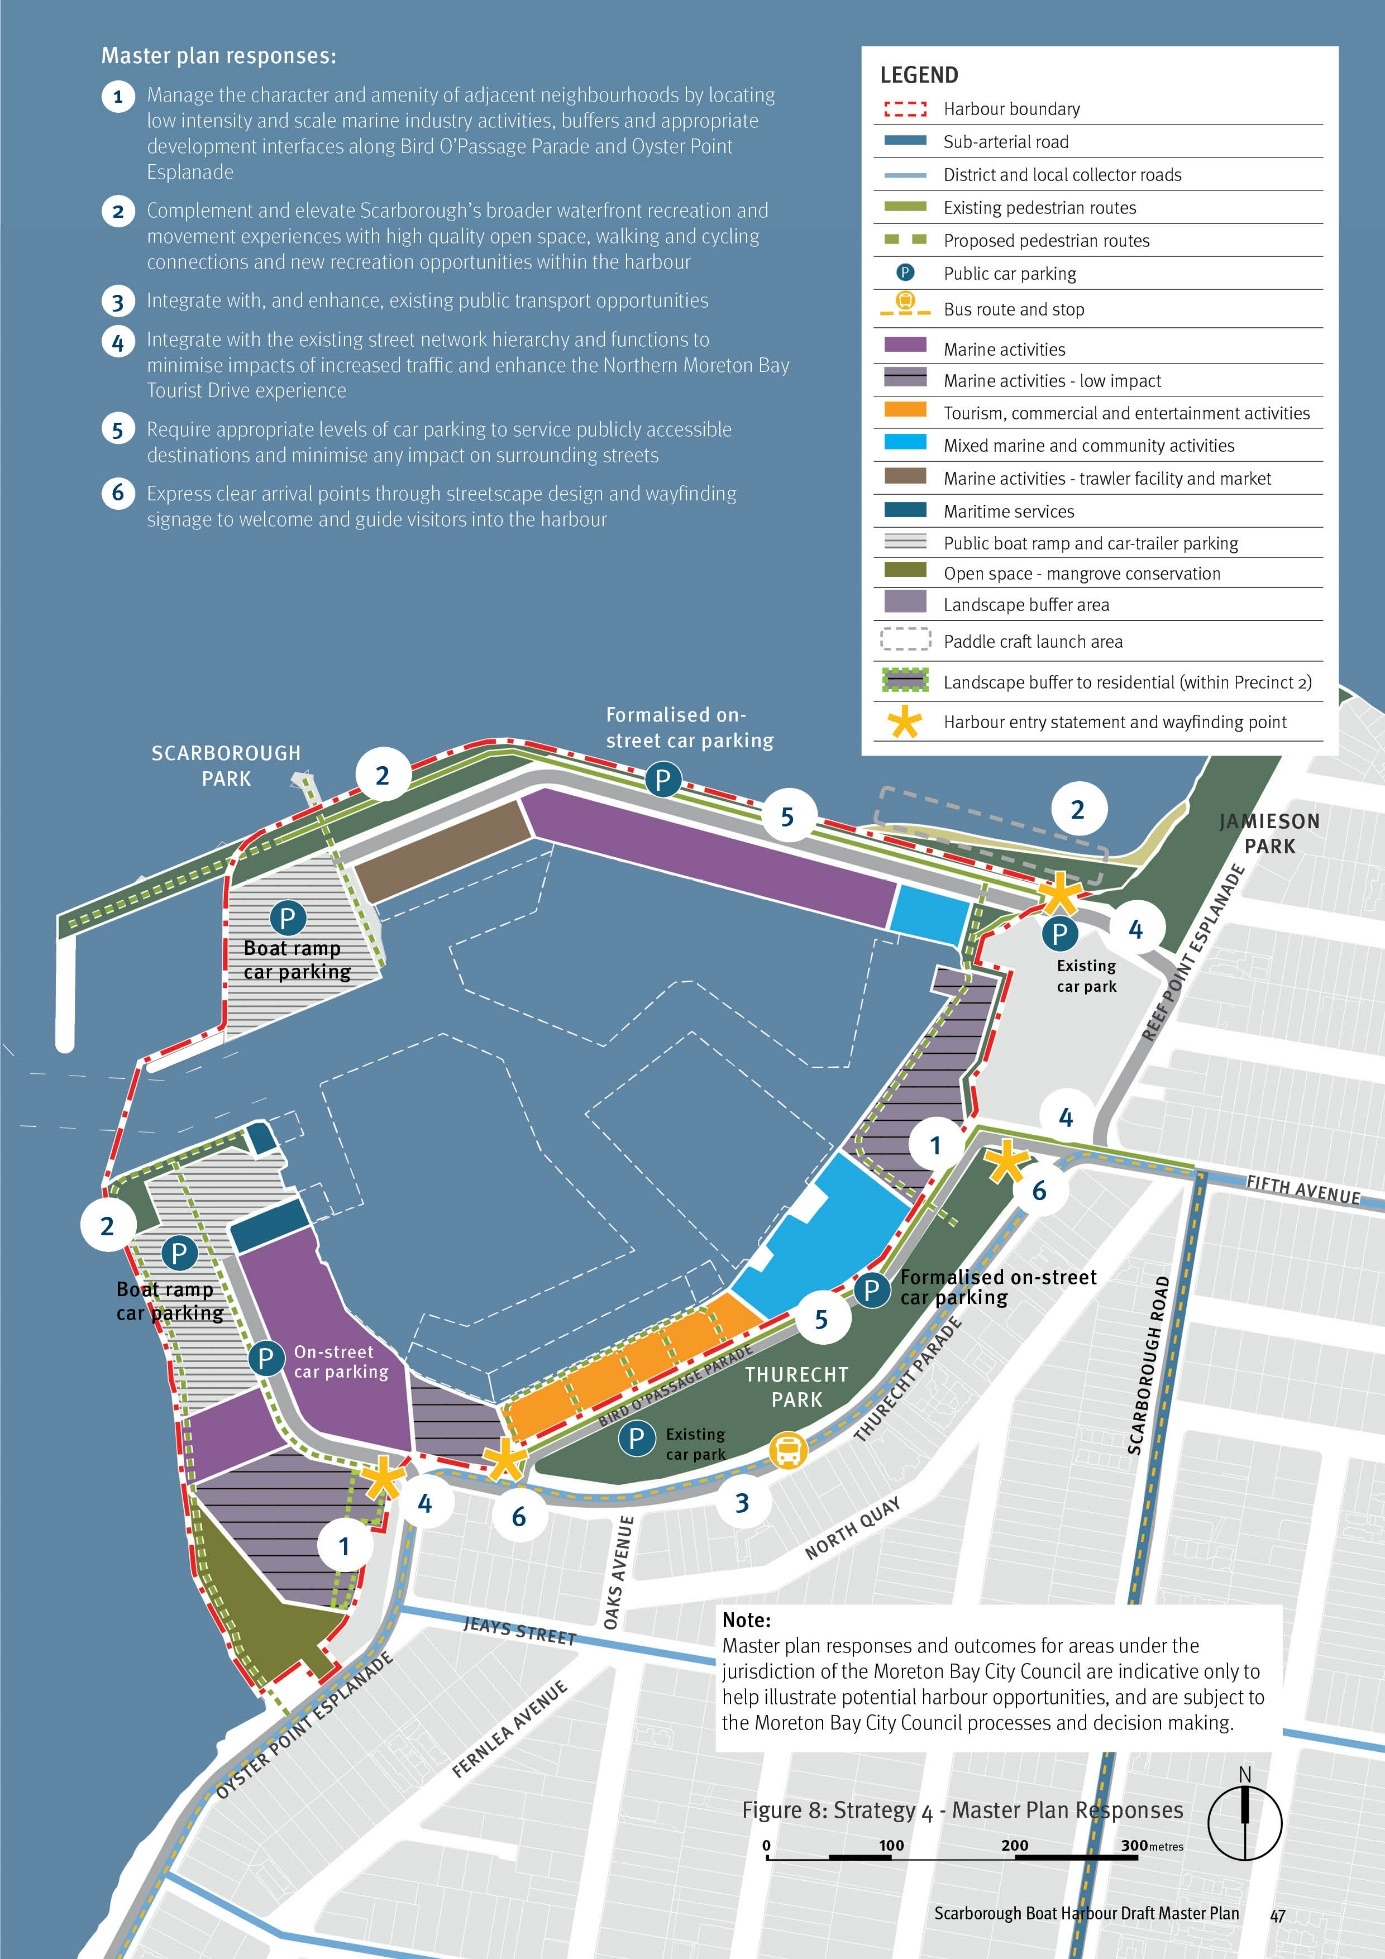 Master plan responses:
1 Manage the character and amenity of adjacent neighbourhoods by locating
low intensity and scale marine industry activities, buffers and appropriate
development interfaces along Bird O'Passage Parade and Oyster Point
Esplanade
2 Complement and elevate Scarborough's broader waterfront recreation and
movement experiences with high quality open space, walking and cycling
connections and new recreation opportunities within the harbour
3 Integrate with, and enhance, existing public transport opportunities
4 Integrate with the existing street network hierarchy and functions to
minimise impacts of increased traffic and enhance the Northern Moreton Bay
Tourist Drive experience
5 Require appropriate levels of car parking to service publicly accessible
destinations and minimise any impact on surrounding streets
6 Express clear arrival points through streetscape design and wayfinding
signage to welcome and guide visitors into the harbour
LEGEND
Harbour boundary
Sub-arterial road
District and local collector roads
Existing pedestrian routes
Proposed pedestrian routes
P Public car parking
Bus route and stop
Marine activities
Marine activities - low impact
Tourism, commercial and entertainment activities
Mixed marine and community activities
Marine activities - trawler facility and market
Maritime services
Public boat ramp and car-trailer parking
Open space - mangrove conservation
Landscape buffer area
Paddle craft launch area
Landscape buffer to residential (within Precinct 2)
Harbour entry statement and wayfinding point
Formalised on-
street car parking
SCARBOROUGH
PARK
2
P
5
2
JAMIESON
PARK
P
Boat ramp
car parking
4
P
Existing
car park
REEF POINT ESPLANADE
4
1
6
FIFTH AVENUE
2
P
Boat ramp
car parking
P
Formalised on-street
car parking
5
SCARBOROUGH ROAD
P
On-street
car parking
BIRD O'PASSAGE PARADE
THURECHT
PARK
THURECHT PARADE
P
Existing
car park
4
6
3
1
NORTH QUAY
OAKS AVENUE
JEAYS STREET
OYSTER POINT ESPLANADE
FERNLEA AVENUE
Note:
Master plan responses and outcomes for areas under the
jurisdiction of the Moreton Bay City Council are indicative only to
help illustrate potential harbour opportunities, and are subject to
the Moreton Bay City Council processes and decision making.
N
Figure 8: Strategy 4 - Master Plan Responses
0 100 200 300metres
Scarborough Boat Harbour Draft Master Plan 47